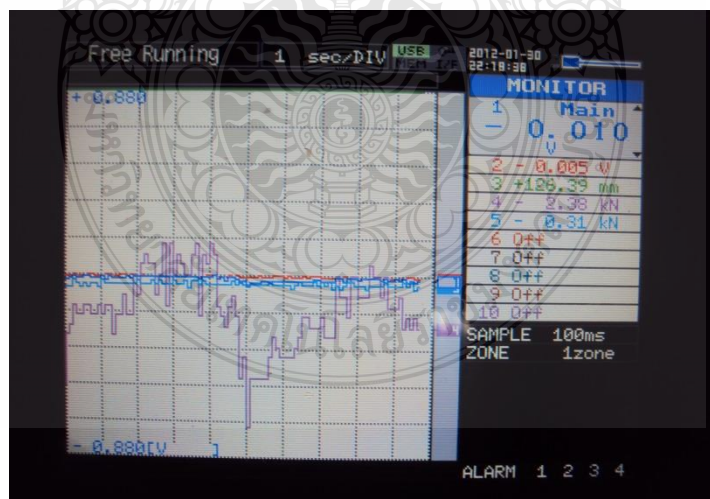 Free Running 1 sec/DIV USB
2012-01-30
22:18:38
MONITOR
+ 0.880
1 Main
- 0.010
V
2 - 0.005 V
3 +126.39 mm
4 - 2.38 kN
5 - 0.31 kN
6 Off
7 Off
8 Off
9 Off
10 Off
SAMPLE 100ms
ZONE 1zone
- 0.880[V ]
ALARM 1 2 3 4